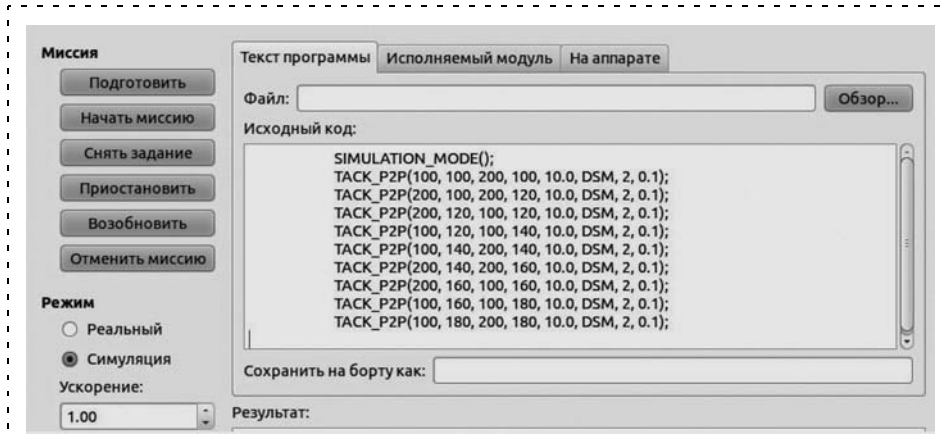 Миссия
Подготовить
Начать миссию
Снять задание
Приостановить
Возобновить
Отменить миссию
Режим
Реальный
Симуляция
Ускорение:
1.00
Текст программы Исполняемый модуль На аппарате
Файл: Обзор...
Исходный код:
SIMULATION_MODE();
TACK_P2P(100, 100, 200, 100, 10.0, DSM, 2, 0.1);
TACK_P2P(200, 100, 200, 120, 10.0, DSM, 2, 0.1);
TACK_P2P(200, 120, 100, 120, 10.0, DSM, 2, 0.1);
TACK_P2P(100, 120, 100, 140, 10.0, DSM, 2, 0.1);
TACK_P2P(100, 140, 200, 140, 10.0, DSM, 2, 0.1);
TACK_P2P(200, 140, 200, 160, 10.0, DSM, 2, 0.1);
TACK_P2P(200, 160, 100, 160, 10.0, DSM, 2, 0.1);
TACK_P2P(100, 160, 100, 180, 10.0, DSM, 2, 0.1);
TACK_P2P(100, 180, 200, 180, 10.0, DSM, 2, 0.1);
Сохранить на борту как:
Результат: